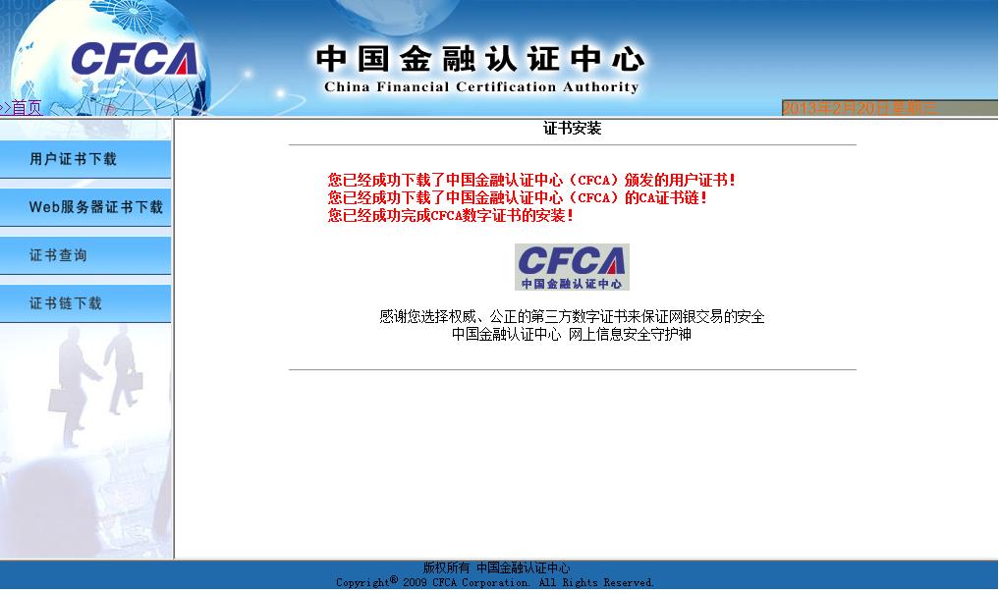 CFCA
中国金融认证中心
China Financial Certification Authority
>>首页
2013年2月20日星期三
证书安装
用户证书下载
Web服务器证书下载
证书查询
证书链下载
您已经成功下载了中国金融认证中心（CFCA）颁发的用户证书！
您已经成功下载了中国金融认证中心（CFCA）的CA证书链！
您已经成功完成CFCA数字证书的安装！
CFCA
中国金融认证中心
感谢您选择权威、公正的第三方数字证书来保证网银交易的安全
中国金融认证中心 网上信息安全守护神
版权所有 中国金融认证中心
Copyright® 2009 CFCA Corporation. All Rights Reserved.